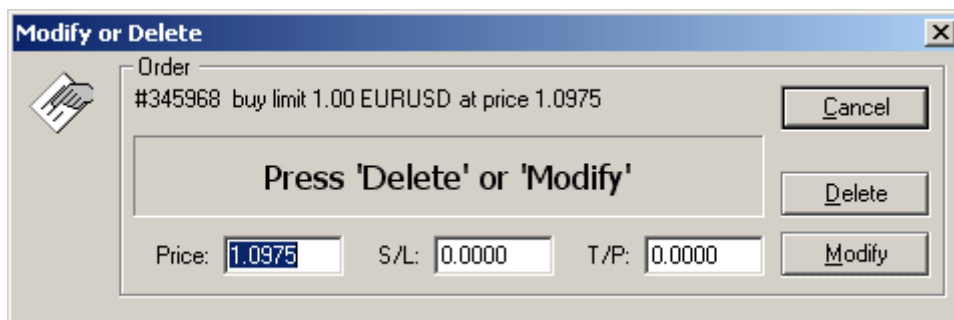 Modify or Delete
Order
#345968 buy limit 1.00 EURUSD at price 1.0975
Cancel
Press 'Delete' or 'Modify'
Delete
Price: 1.0975 S/L: 0.0000 T/P: 0.0000 Modify